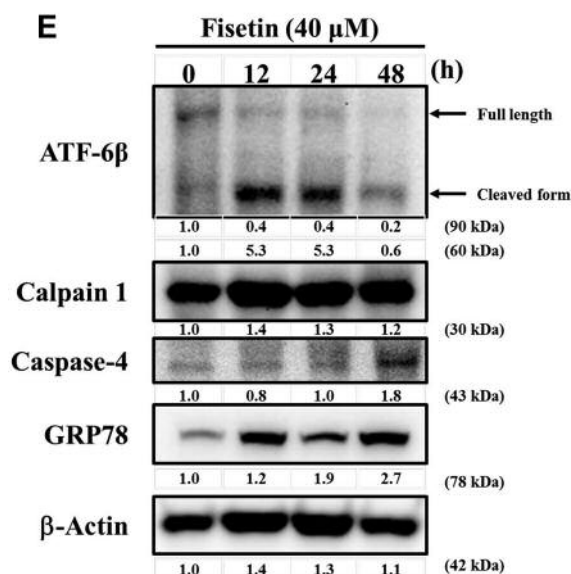 E
Fisetin (40 μM)
0 12 24 48 (h)
ATF-6β
Full length
Cleaved form
1.0 0.4 0.4 0.2 (90 kDa)
1.0 5.3 5.3 0.6 (60 kDa)
Calpain 1
1.0 1.4 1.3 1.2 (30 kDa)
Caspase-4
1.0 0.8 1.0 1.8 (43 kDa)
GRP78
1.0 1.2 1.9 2.7 (78 kDa)
β-Actin
1.0 1.4 1.3 1.1 (42 kDa)